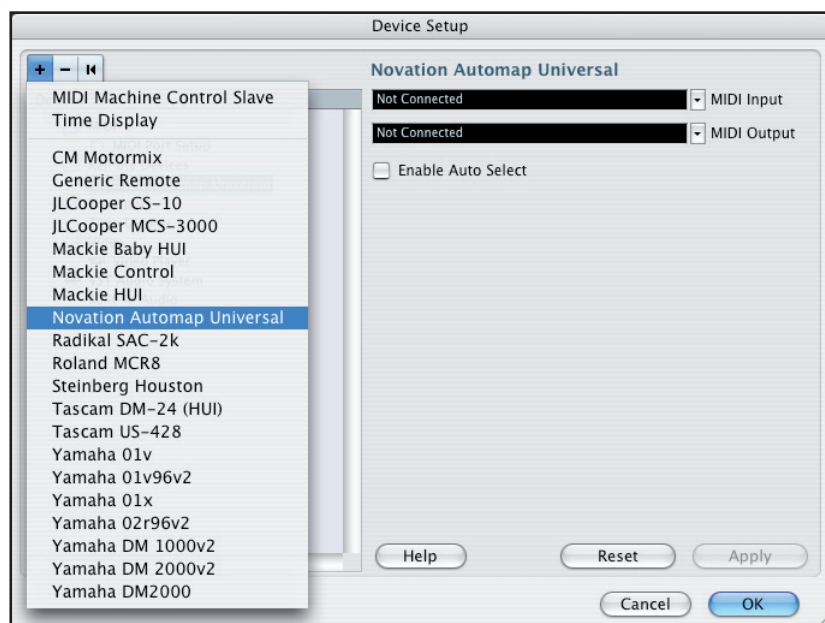 Device Setup
+ - 
Novation Automap Universal
Not Connected
MIDI Input
Not Connected
MIDI Output
Enable Auto Select
MIDI Machine Control Slave
Time Display
CM Motormix
Generic Remote
JLCooper CS-10
JLCooper MCS-3000
Mackie Baby HUI
Mackie Control
Mackie HUI
Novation Automap Universal
Radikal SAC-2k
Roland MCR8
Steinberg Houston
Tascam DM-24 (HUI)
Tascam US-428
Yamaha 01v
Yamaha 01v96v2
Yamaha 01x
Yamaha 02r96v2
Yamaha DM 1000v2
Yamaha DM 2000v2
Yamaha DM2000
Help
Reset
Apply
Cancel
OK